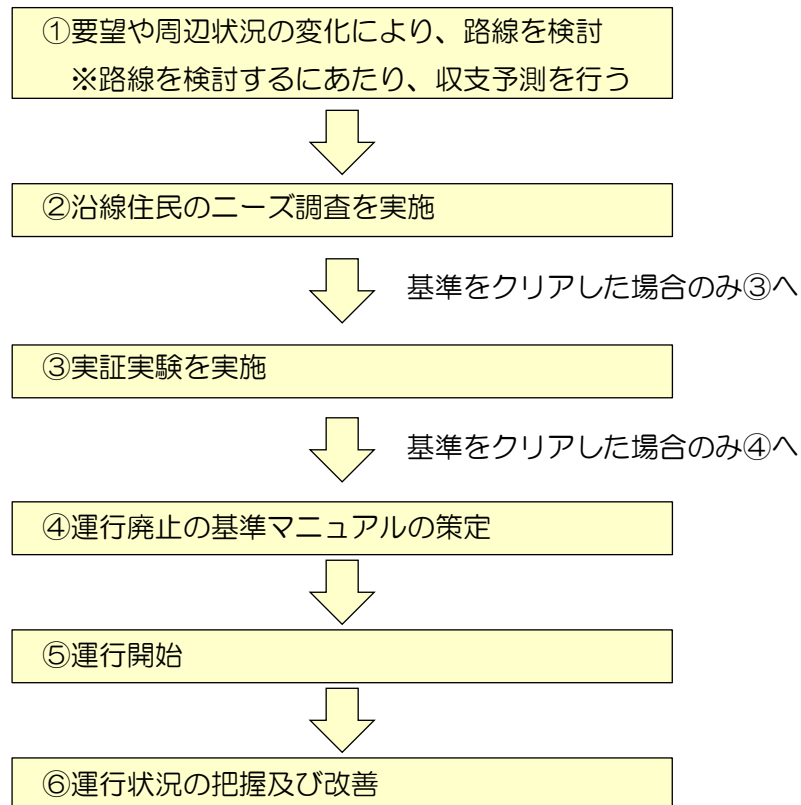 ①要望や周辺状況の変化により、路線を検討
※路線を検討するにあたり、収支予測を行う
②沿線住民のニーズ調査を実施
基準をクリアした場合のみ③へ
③実証実験を実施
基準をクリアした場合のみ④へ
④運行廃止の基準マニュアルの策定
⑤運行開始
⑥運行状況の把握及び改善